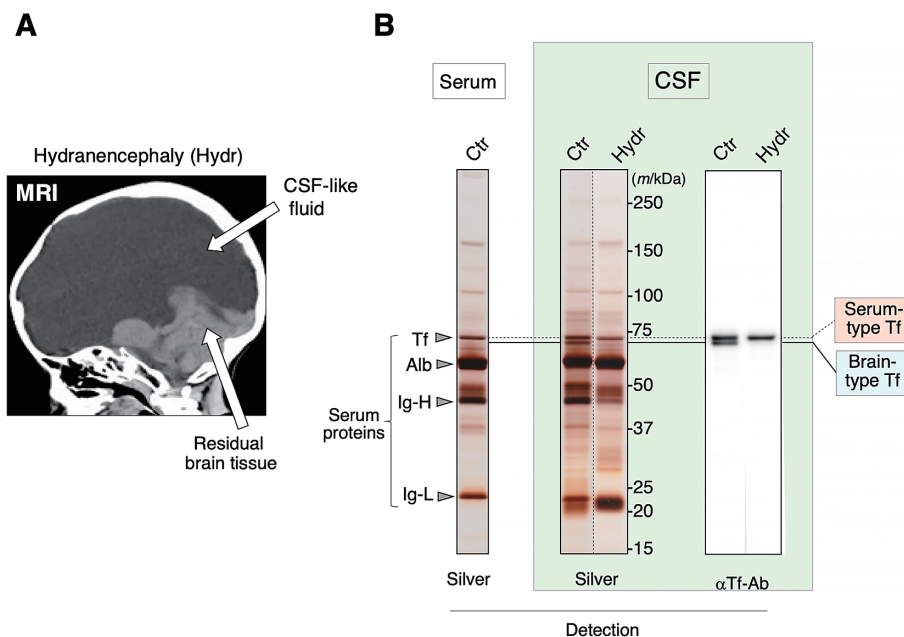 A
B
Hydranencephaly (Hydr)
MRI
CSF-like
fluid
Residual
brain tissue
Serum
CSF
Ctr
Ctr
Hydr
Ctr
Hydr
(m/kDa)
-250
-150
-100
-75
-50
-37
-25
-20
-15
Tf
Alb
Ig-H
Ig-L
Serum
proteins
Serum-
type Tf
Brain-
type Tf
Silver
Silver
αTf-Ab
Detection